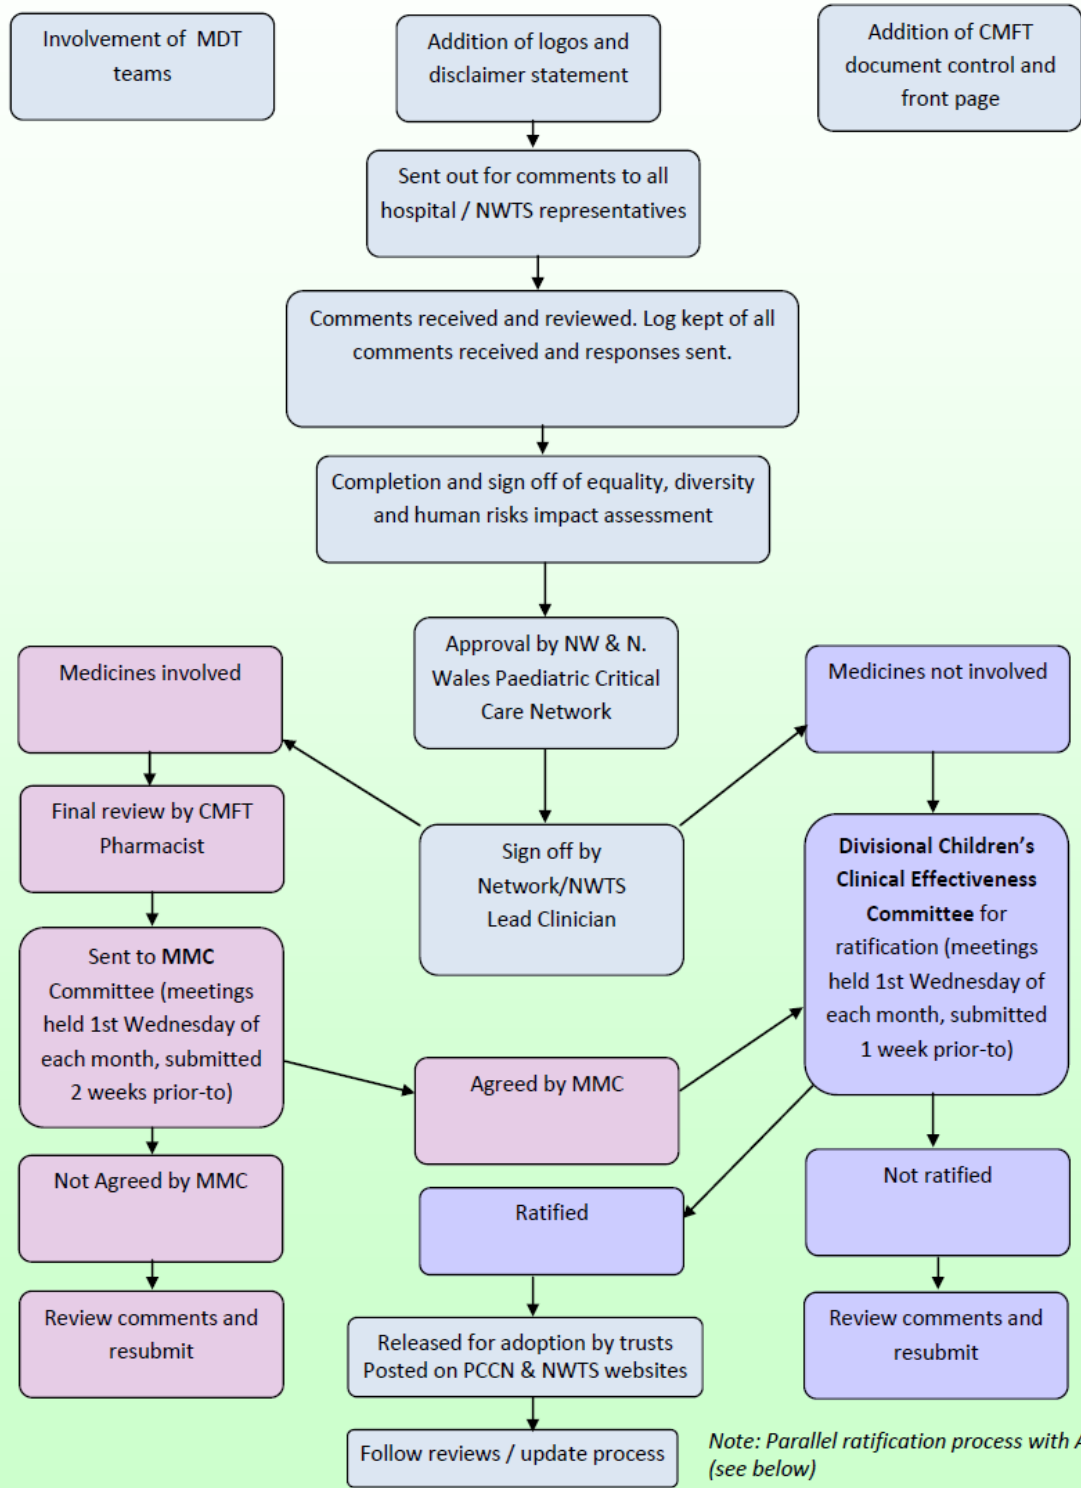 Involvement of MDT
teams
Addition of logos and
disclaimer statement
Addition of CMFT
document control and
front page
Sent out for comments to all
hospital / NWTS representatives
Comments received and reviewed. Log kept of all
comments received and responses sent.
Completion and sign off of equality, diversity
and human risks impact assessment
Approval by NW & N.
Wales Paediatric Critical
Care Network
Medicines involved
Medicines not involved
Final review by CMFT
Pharmacist
Sign off by
Network/NWTS
Lead Clinician
Divisional Children's
Clinical Effectiveness
Committee for
ratification (meetings
held 1st Wednesday of
each month, submitted
1 week prior-to)
Sent to MMC
Committee (meetings
held 1st Wednesday of
each month, submitted
2 weeks prior-to)
Agreed by MMC
Not Agreed by MMC
Ratified
Not ratified
Review comments and
resubmit
Released for adoption by trusts
Posted on PCCN & NWTS websites
Review comments and
resubmit
Follow reviews / update process
Note: Parallel ratification process with
(see below)